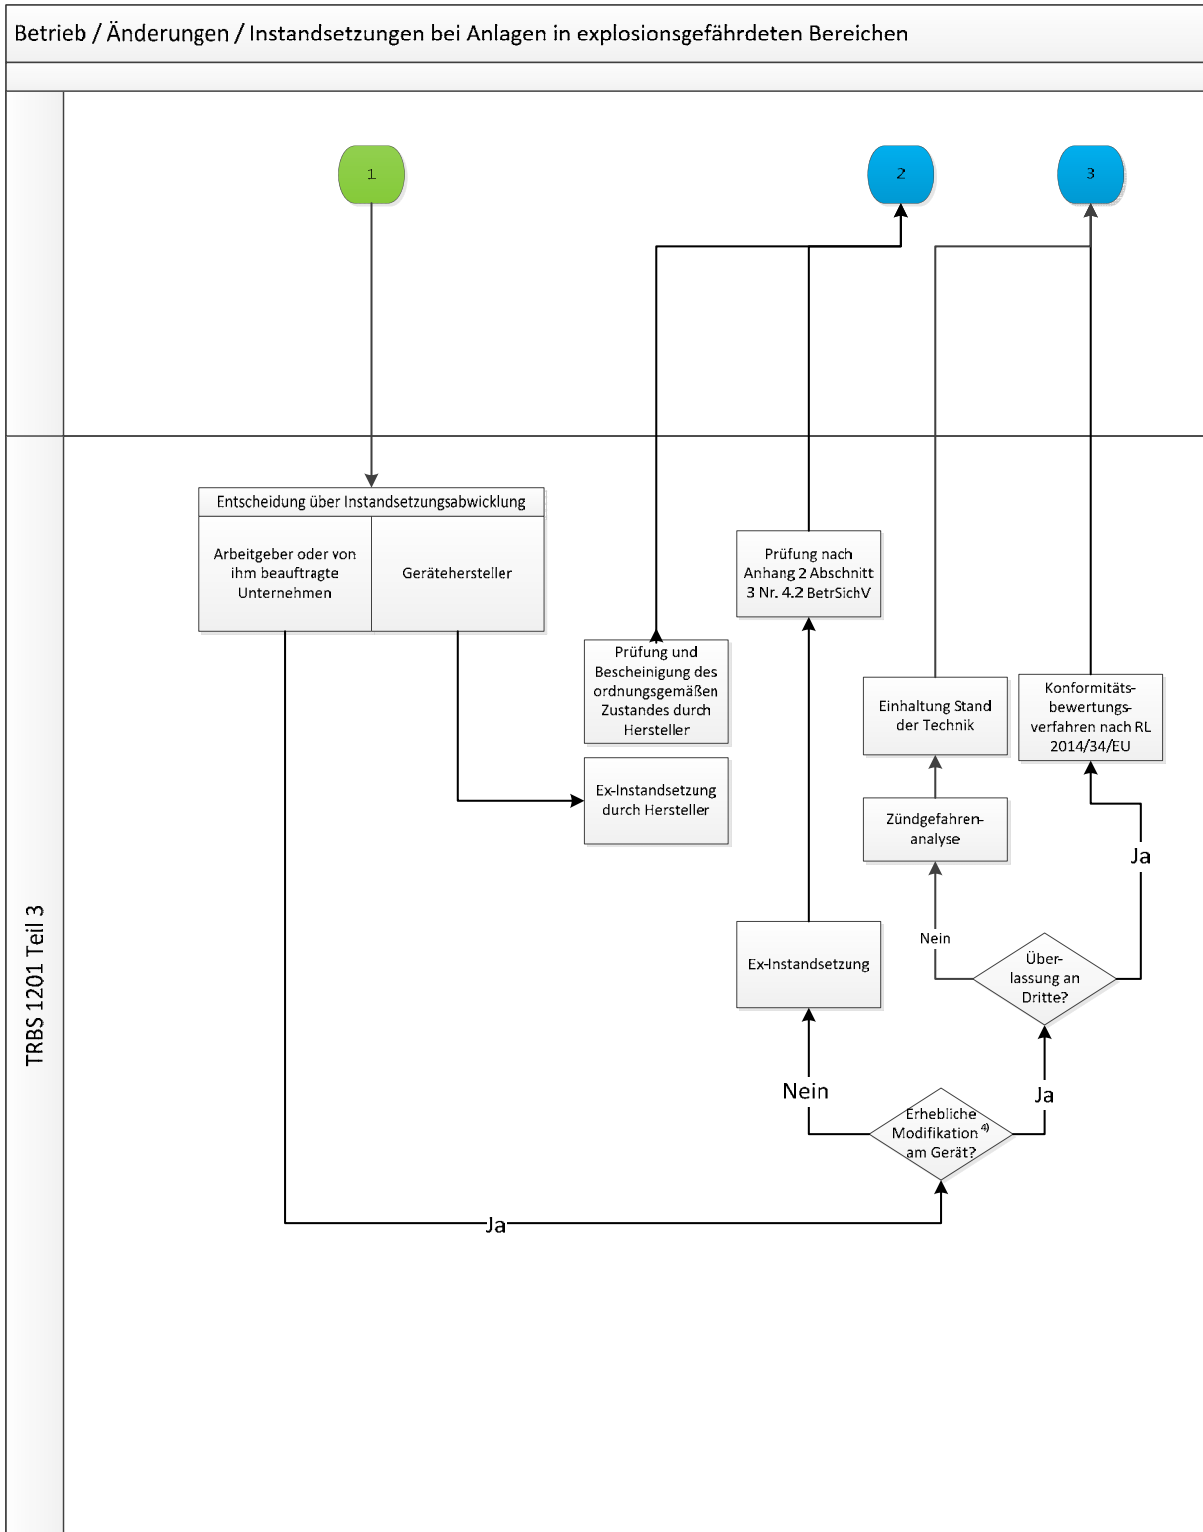 Betrieb / Änderungen / Instandsetzungen bei Anlagen in explosionsgefährdeten Bereichen
1
2
3
Entscheidung über Instandsetzungsabwicklung
Arbeitgeber oder von
ihm beauftragte
Unternehmen
Gerätehersteller
Prüfung nach
Anhang 2 Abschnitt
3 Nr. 4.2 BetrSichV
Prüfung und
Bescheinigung des
ordnungsgemäßen
Zustandes durch
Hersteller
Einhaltung Stand
der Technik
Konformitäts-
bewertungs-
verfahren nach RL
2014/34/EU
Ex-Instandsetzung
durch Hersteller
Zündgefahren-
analyse
Ja
Nein
Ex-Instandsetzung
Über-
lassung an
Dritte?
Nein
Ja
Erhebliche
Modifikation 4)
am Gerät?
Ja
TRBS 1201 Teil 3